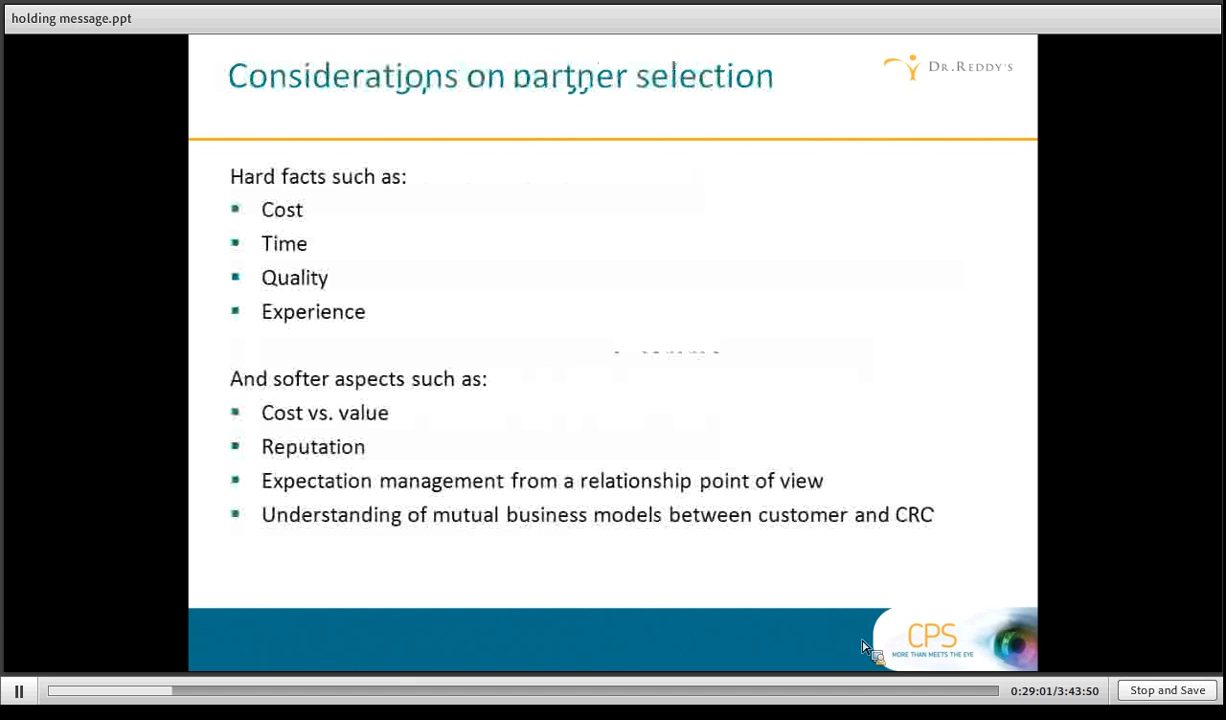 holding message.ppt
Considerations on partner selection
DR.REDDY'S
Hard facts such as:
Cost
Time
Quality
Experience
And softer aspects such as:
Cost vs. value
Reputation
Expectation management from a relationship point of view
Understanding of mutual business models between customer and CRC
CPS
MORE THAN MEETS THE EYE
0:29:01/3:43:50
Stop and Save